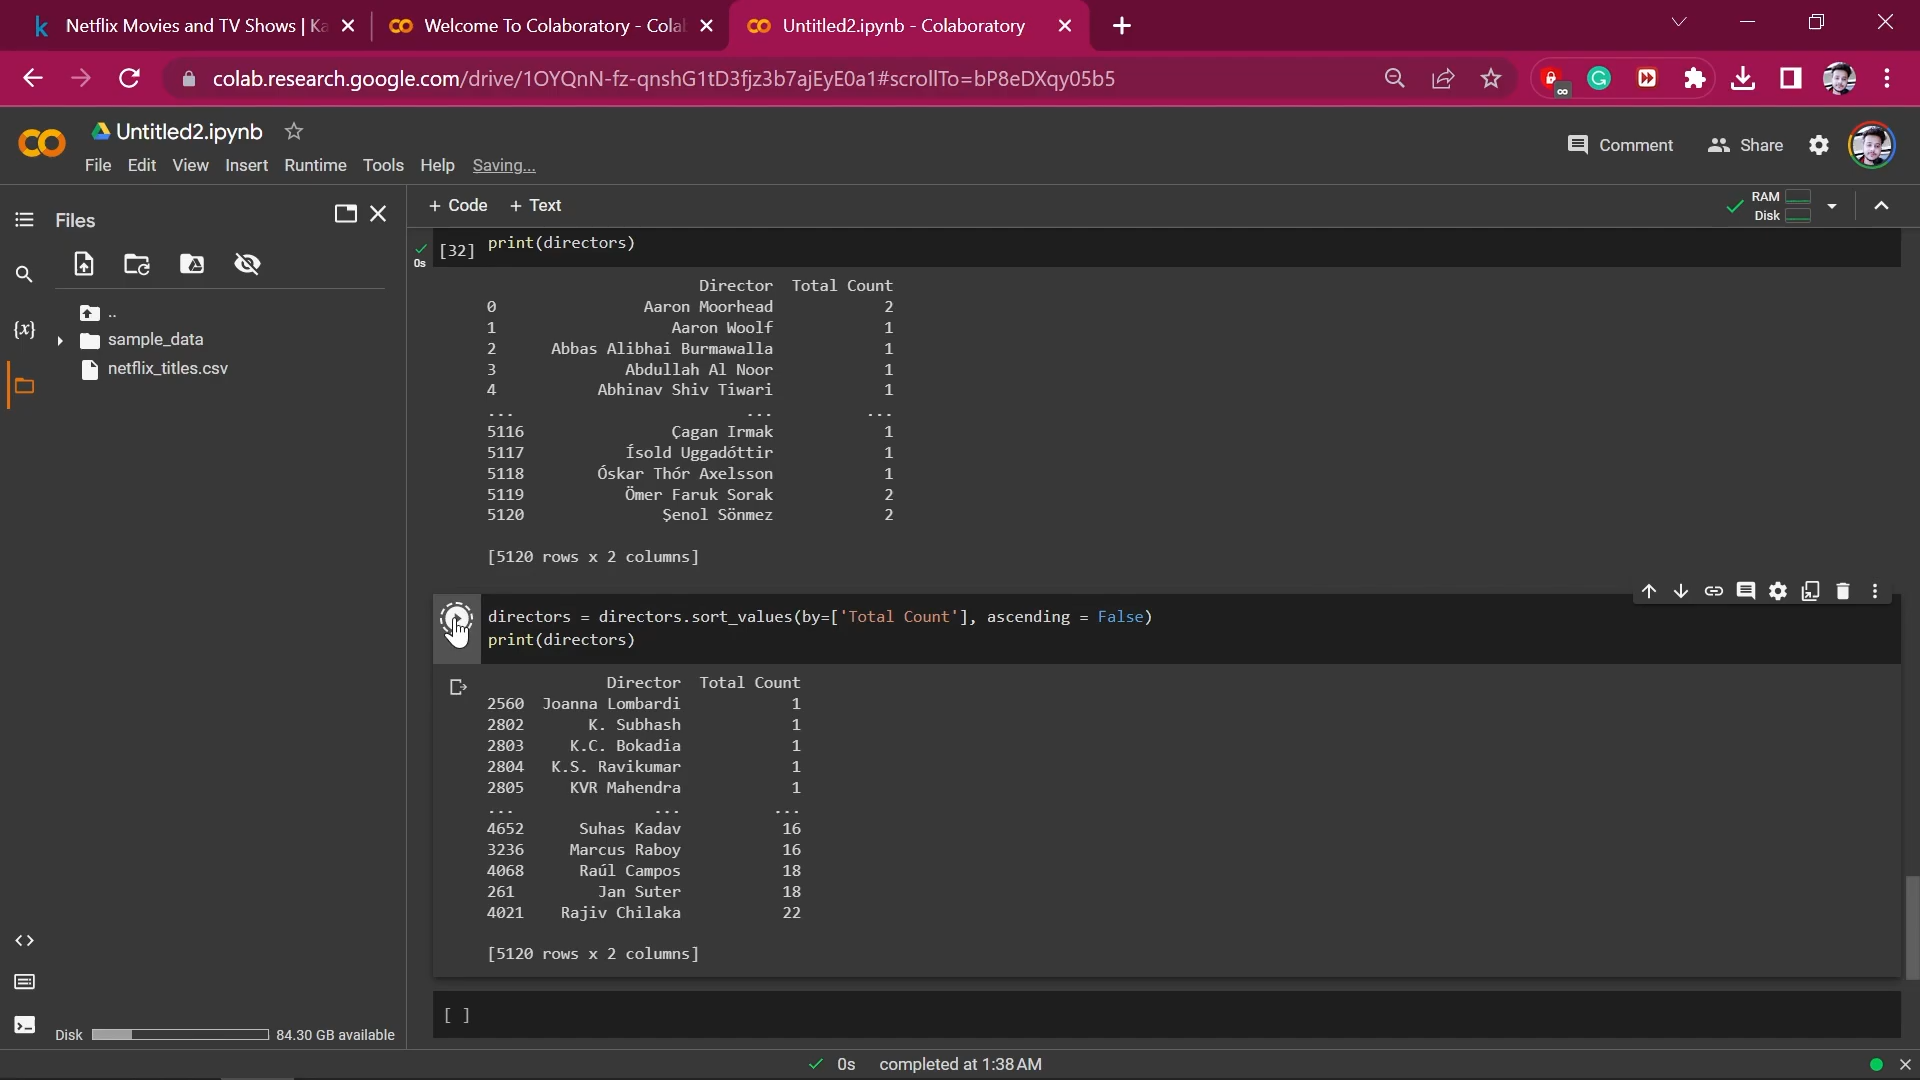 Netflix Movies and TV Shows | Ka
Welcome To Colaboratory - Colab
Untitled2.ipynb - Colaboratory
colab.research.google.com/drive/1OYQnN-fz-qnshG1tD3fjz3b7ajEyE0a1#scrollTo=bP8eDXqy05b5
Untitled2.ipynb
File Edit View Insert Runtime Tools Help Saving...
Comment Share
Files
+ Code + Text
RAM
Disk
..
sample_data
netflix_titles.csv
[32] print(directors)
0s
Director Total Count
0 Aaron Moorhead 2
1 Aaron Woolf 1
2 Abbas Alibhai Burmawalla 1
3 Abdullah Al Noor 1
4 Abhinav Shiv Tiwari 1
... ... ...
5116 Çagan Irmak 1
5117 Ísold Uggadóttir 1
5118 Óskar Thór Axelsson 1
5119 Ömer Faruk Sorak 2
5120 Şenol Sönmez 2
[5120 rows x 2 columns]
directors = directors.sort_values(by=['Total Count'], ascending = False)
print(directors)
Director Total Count
2560 Joanna Lombardi 1
2802 K. Subhash 1
2803 K.C. Bokadia 1
2804 K.S. Ravikumar 1
2805 KVR Mahendra 1
... ... ...
4652 Suhas Kadav 16
3236 Marcus Raboy 16
4068 Raúl Campos 18
261 Jan Suter 18
4021 Rajiv Chilaka 22
[5120 rows x 2 columns]
[ ]
Disk 84.30 GB available
0s completed at 1:38 AM